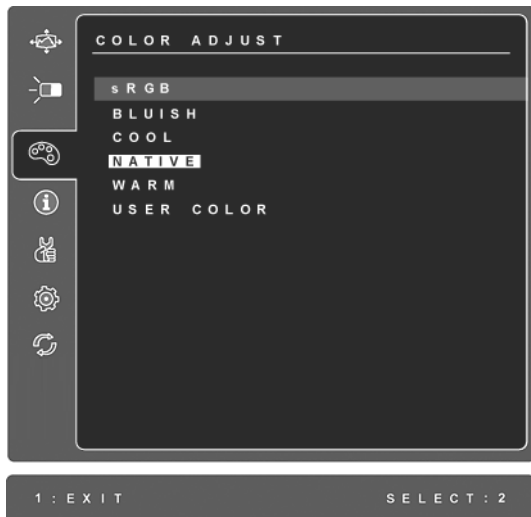 COLOR ADJUST
sRGB
BLUISH
COOL
NATIVE
WARM
USER COLOR
1:EXIT SELECT:2